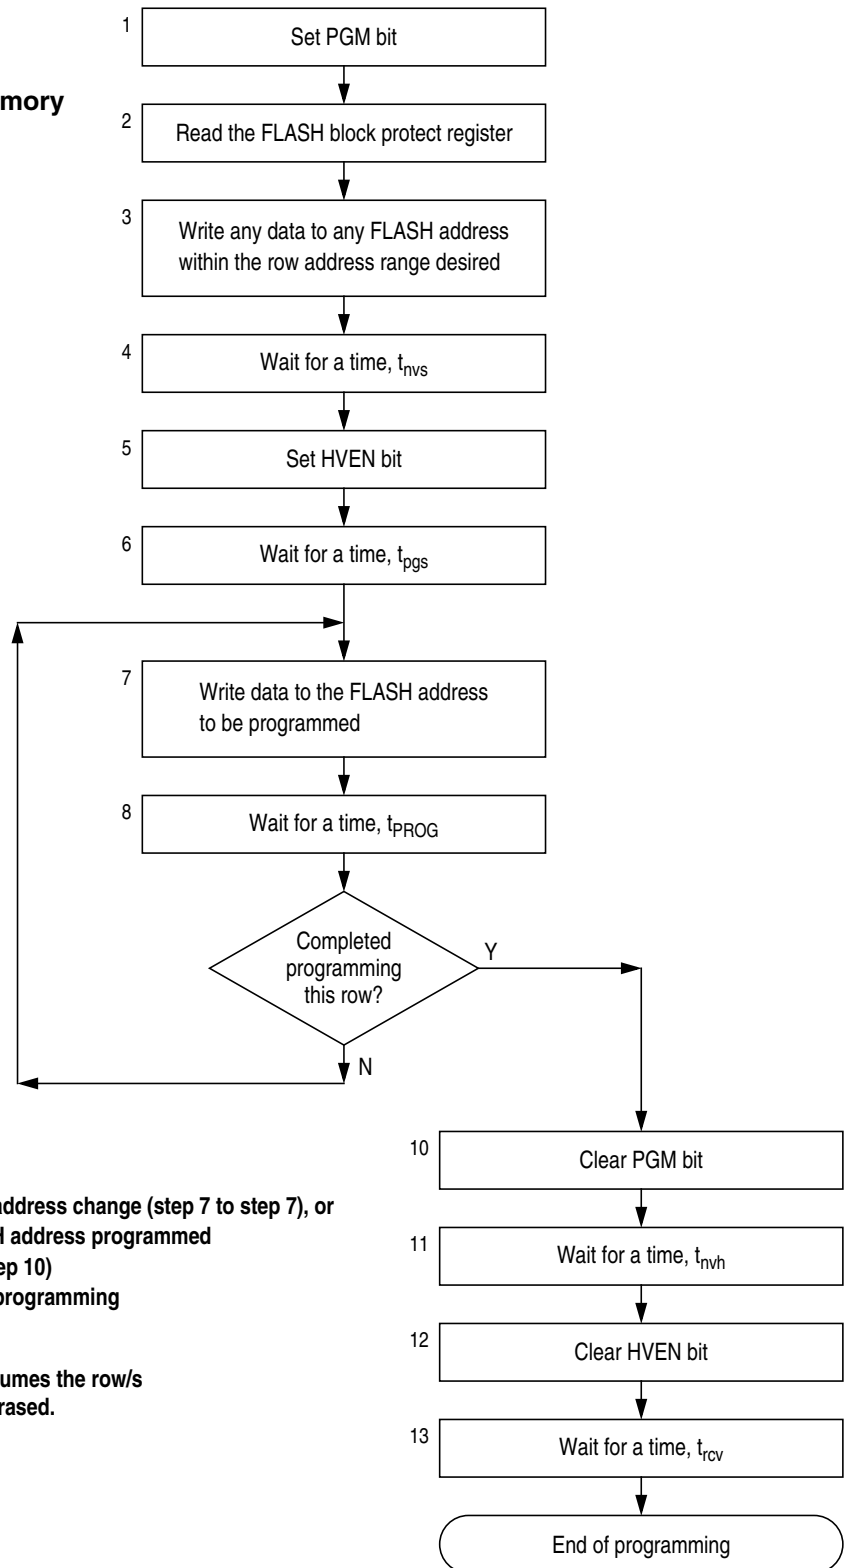 1
Set PGM bit
mory
2
Read the FLASH block protect register
3
Write any data to any FLASH address
within the row address range desired
4
Wait for a time, tnvs
5
Set HVEN bit
6
Wait for a time, tpgs
7
Write data to the FLASH address
to be programmed
8
Wait for a time, tPROG
Completed
programming
this row?
Y
N
10
Clear PGM bit
address change (step 7 to step 7), or
H address programmed
ep 10)
programming
11
Wait for a time, tnvh
12
Clear HVEN bit
umes the row/s
rased.
13
Wait for a time, trcv
End of programming